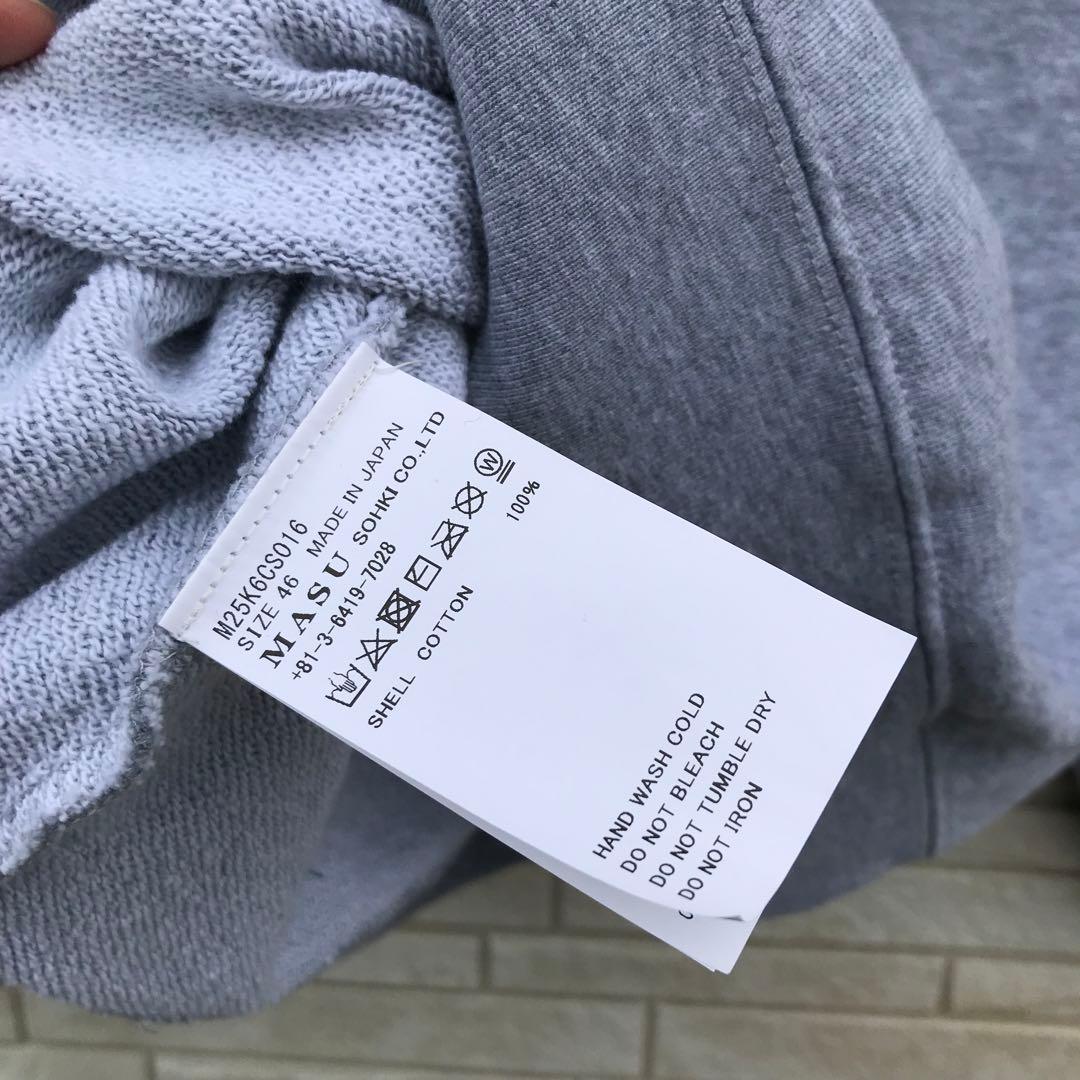 M25K6CS016
SIZE 46 MADE IN JAPAN
MASU SOHKI CO.,LTD
+81-3-6419-7028
W
SHELL COTTON 100%
HAND WASH COLD
DO NOT BLEACH
DO NOT TUMBLE DRY
DO NOT IRON